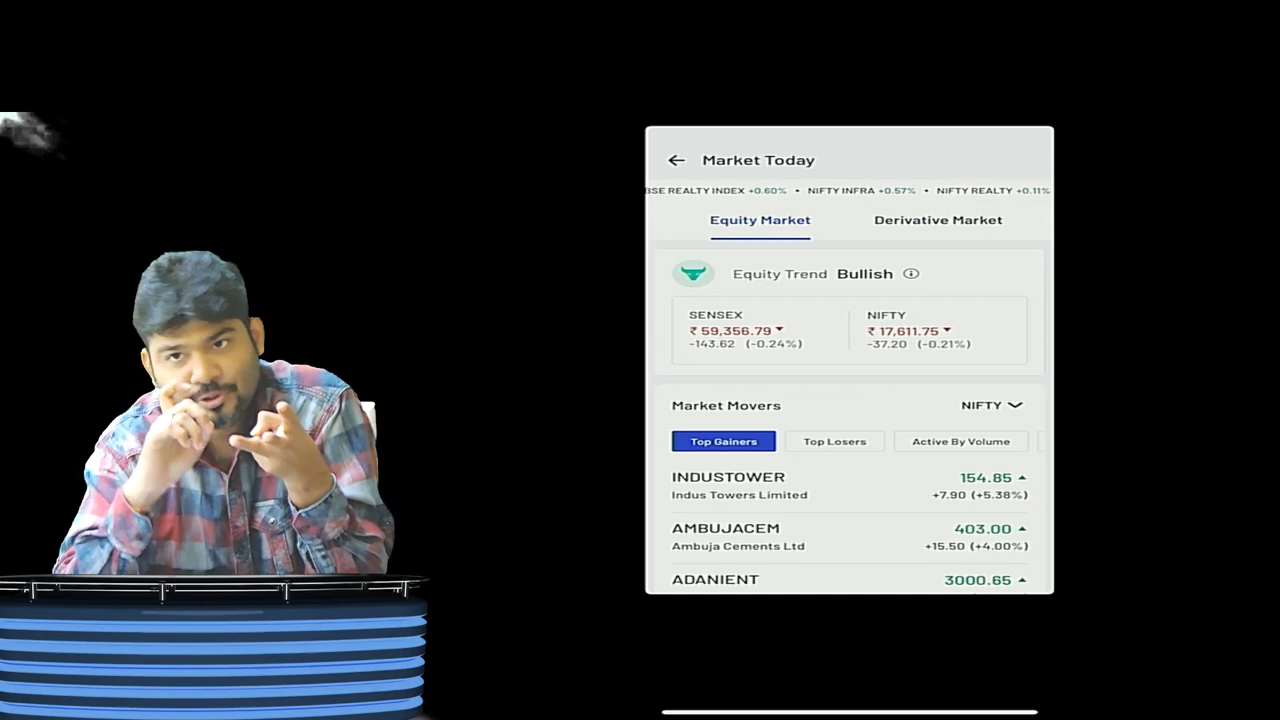 Market Today
BSE REALTY INDEX +0.60% • NIFTY INFRA +0.57% • NIFTY REALTY +0.11%
Equity Market Derivative Market
Equity Trend Bullish
SENSEX NIFTY
₹ 59,356.79 ₹ 17,611.75
-143.62 (-0.24%) -37.20 (-0.21%)
Market Movers NIFTY
Top Gainers Top Losers Active By Volume
INDUSTOWER 154.85
Indus Towers Limited +7.90 (+5.38%)
AMBUJACEM 403.00
Ambuja Cements Ltd +15.50 (+4.00%)
ADANIENT 3000.65